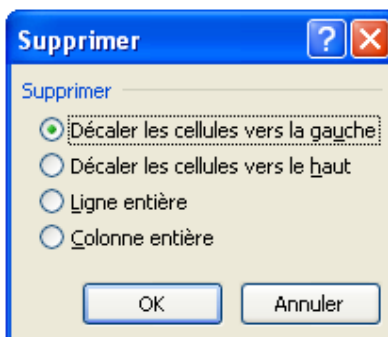 Supprimer
Supprimer
Décaler les cellules vers la gauche
Décaler les cellules vers le haut
Ligne entière
Colonne entière
OK Annuler